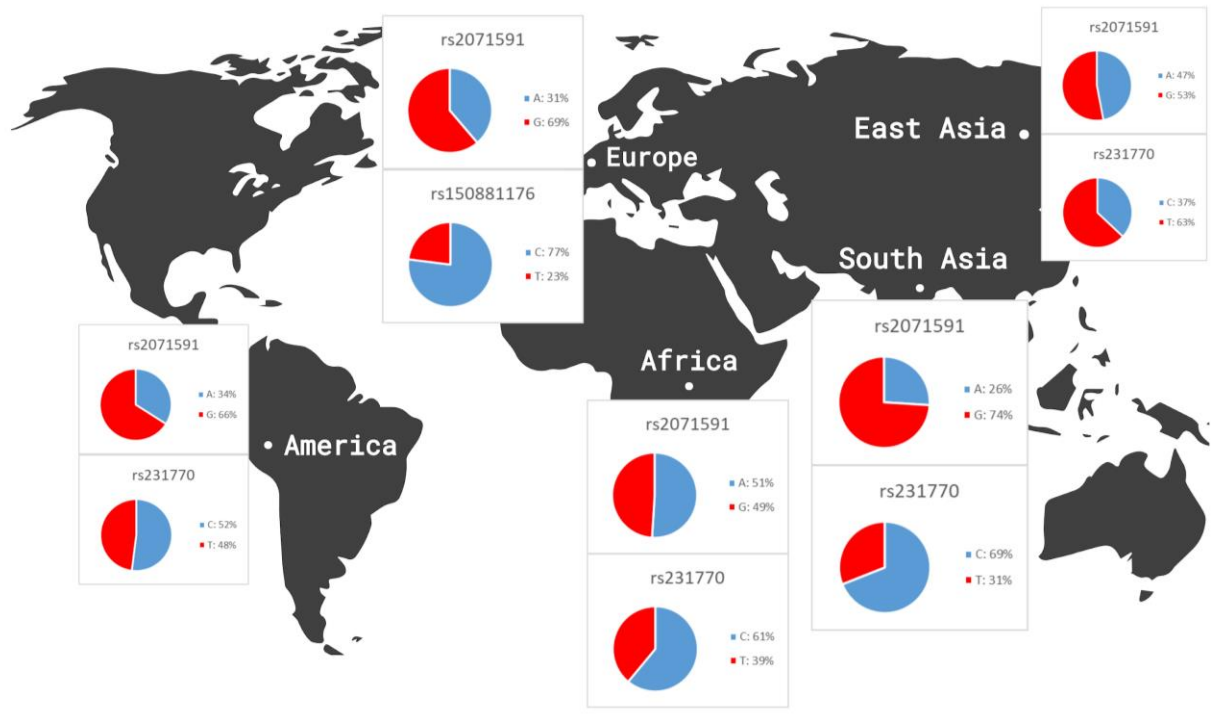 rs2071591
A: 31%
G: 69%
rs150881176
C: 77%
T: 23%
Europe
rs2071591
A: 47%
G: 53%
East Asia
rs231770
C: 37%
T: 63%
South Asia
rs2071591
A: 26%
G: 74%
rs231770
C: 69%
T: 31%
Africa
rs2071591
A: 51%
G: 49%
rs231770
C: 61%
T: 39%
rs2071591
A: 34%
G: 66%
America
rs231770
C: 52%
T: 48%